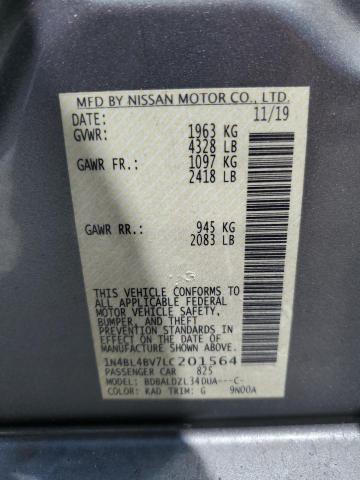 MFD BY NISSAN MOTOR CO., LTD.
DATE: 11/19
GVWR: 1963 KG
4328 LB
GAWR FR.: 1097 KG
2418 LB
GAWR RR.: 945 KG
2083 LB
G
THIS VEHICLE CONFORMS TO
ALL APPLICABLE FEDERAL
MOTOR VEHICLE SAFETY,
BUMPER, AND THEFT
PREVENTION STANDARDS IN
EFFECT ON THE DATE OF
MANUFACTURE SHOWN ABOVE.
1N4BL4BV7LC201564
PASSENGER CAR 825
MODEL: BDBALDZL34DUA---C-
COLOR: KAD TRIM: G 9N00A